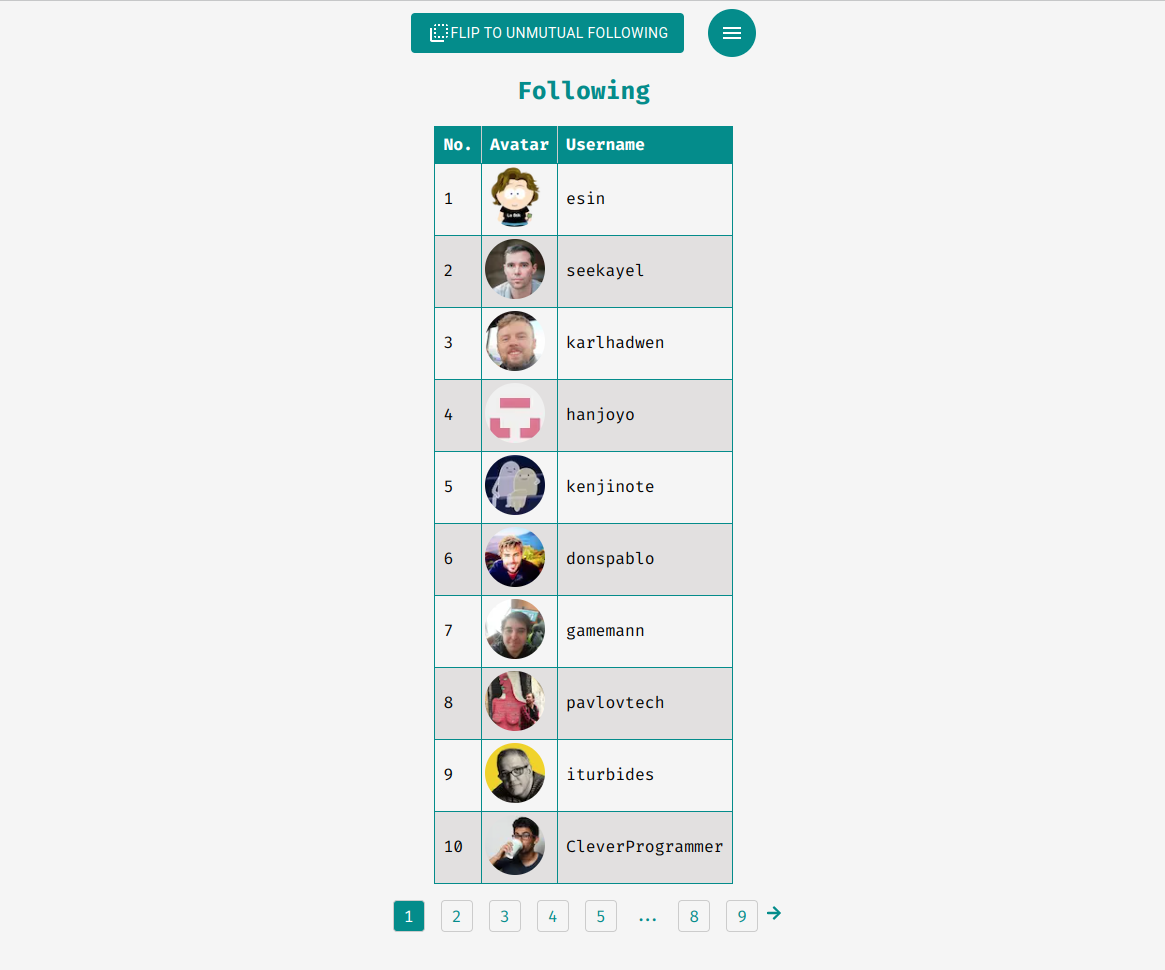 FLIP TO UNMUTUAL FOLLOWING
Following
No. Avatar Username
1 esin
2 seekayel
3 karlhadwen
4 hanjoyo
5 kenjinote
6 donspablo
7 gamemann
8 pavlovtech
9 iturbides
10 CleverProgrammer
1 2 3 4 5 ... 8 9